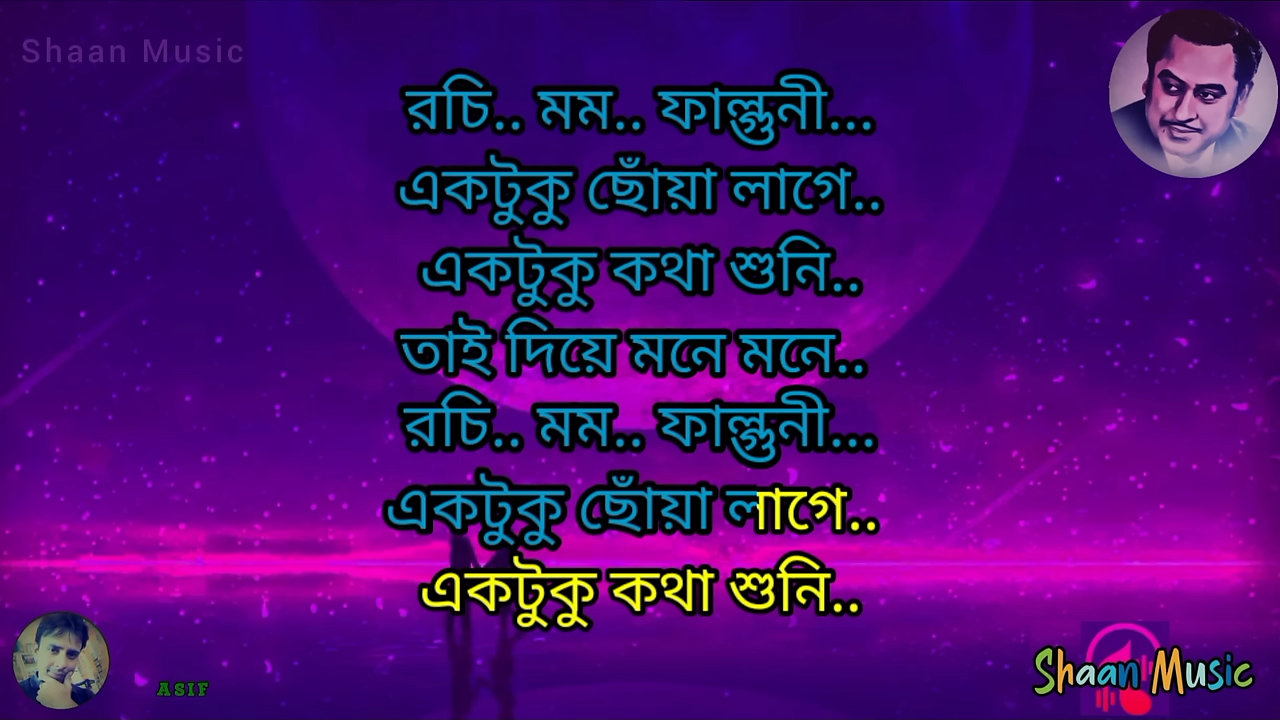 Shaan Music
রচি.. মম.. ফাল্গুনী...
একটুকু ছোঁয়া লাগে..
একটুকু কথা শুনি..
তাই দিয়ে মনে মনে..
রচি.. মম.. ফাল্গুনী...
একটুকু ছোঁয়া লাগে..
একটুকু কথা শুনি..
ASIF
Shaan Music